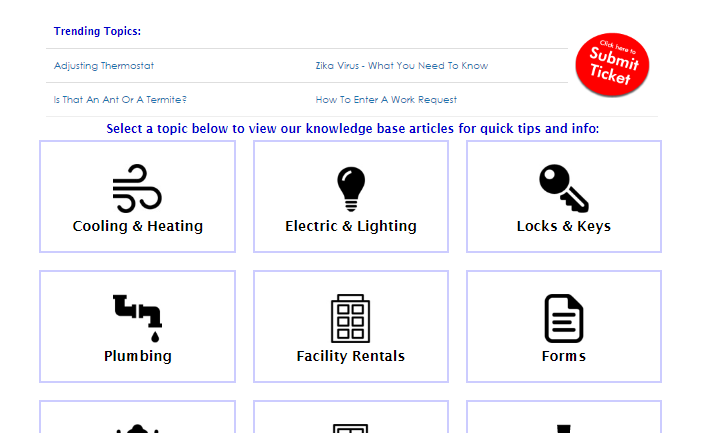 Trending Topics:
Adjusting Thermostat
Zika Virus - What You Need To Know
Is That An Ant Or A Termite?
How To Enter A Work Request
Click here to
Submit
Ticket
Select a topic below to view our knowledge base articles for quick tips and info:
Cooling & Heating
Electric & Lighting
Locks & Keys
Plumbing
Facility Rentals
Forms